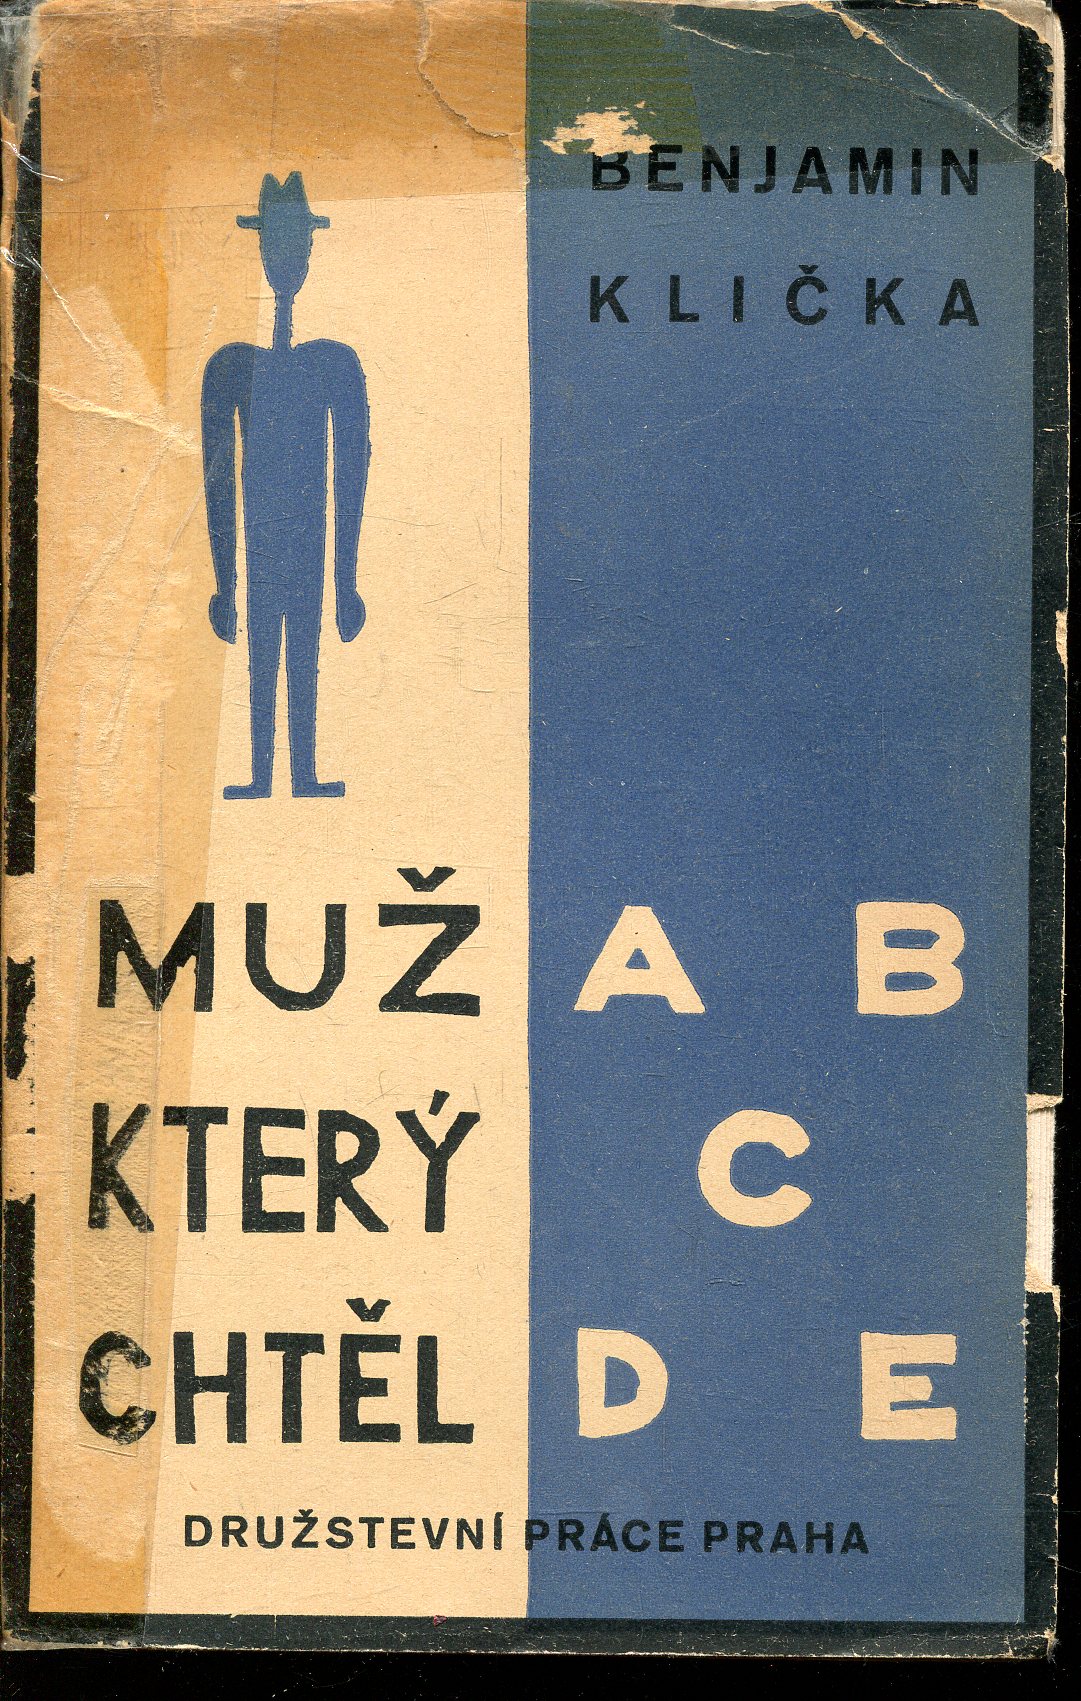 BENJAMIN
KLIČKA
MUŽ
KTERÝ
CHTĚL
A B
C
D E
DRUŽSTEVNÍ PRÁCE PRAHA